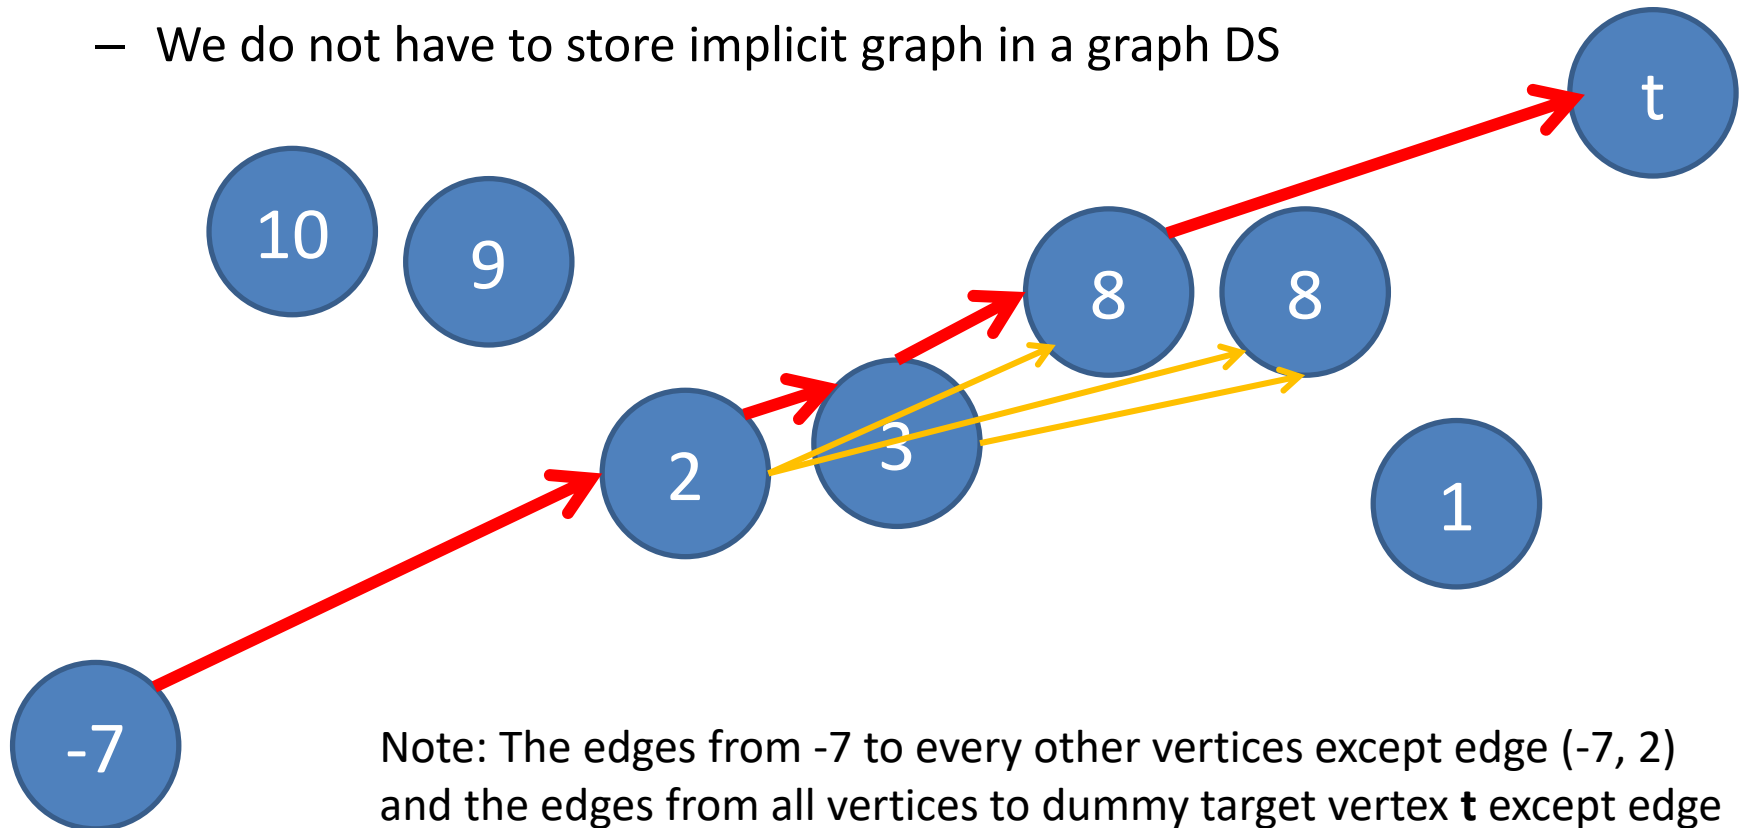 – We do not have to store implicit graph in a graph DS
t
10
9
8
8
3
2
1
-7
Note: The edges from -7 to every other vertices except edge (-7, 2)
and the edges from all vertices to dummy target vertex t except edge